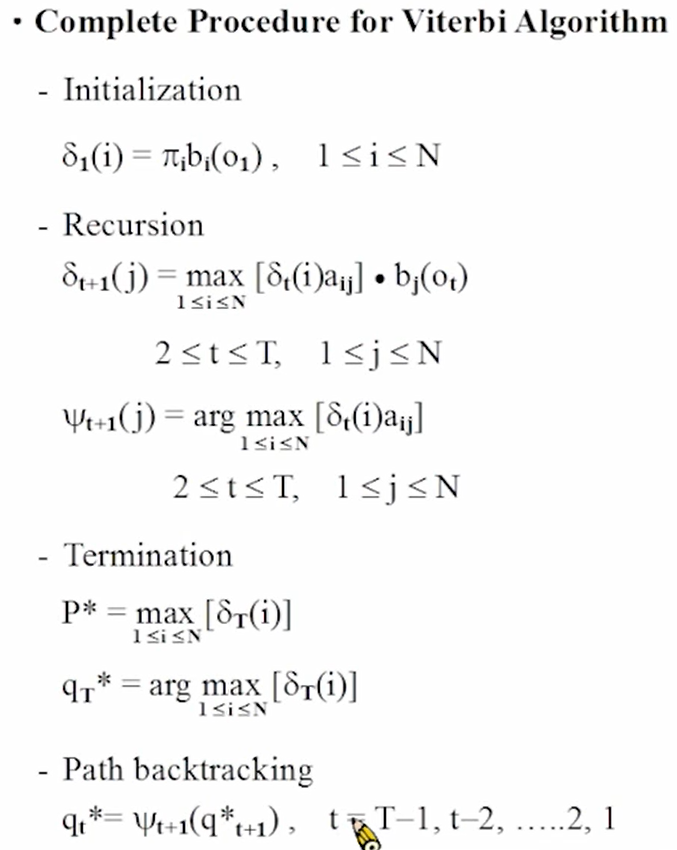 • Complete Procedure for Viterbi Algorithm
- Initialization
δ₁(i) = πᵢbᵢ(o₁) , 1 ≤ i ≤ N
- Recursion
δₜ₊₁(j) = max [δₜ(i)aᵢⱼ] • bⱼ(oₜ)
1≤i≤N
2 ≤ t ≤ T, 1 ≤ j ≤ N
ψₜ₊₁(j) = arg max [δₜ(i)aᵢⱼ]
1≤i≤N
2 ≤ t ≤ T, 1 ≤ j ≤ N
- Termination
P* = max [δ_T(i)]
1≤i≤N
q_T* = arg max [δ_T(i)]
1≤i≤N
- Path backtracking
qₜ*= ψₜ₊₁(q*ₜ₊₁) , t = T–1, t–2, …..2, 1